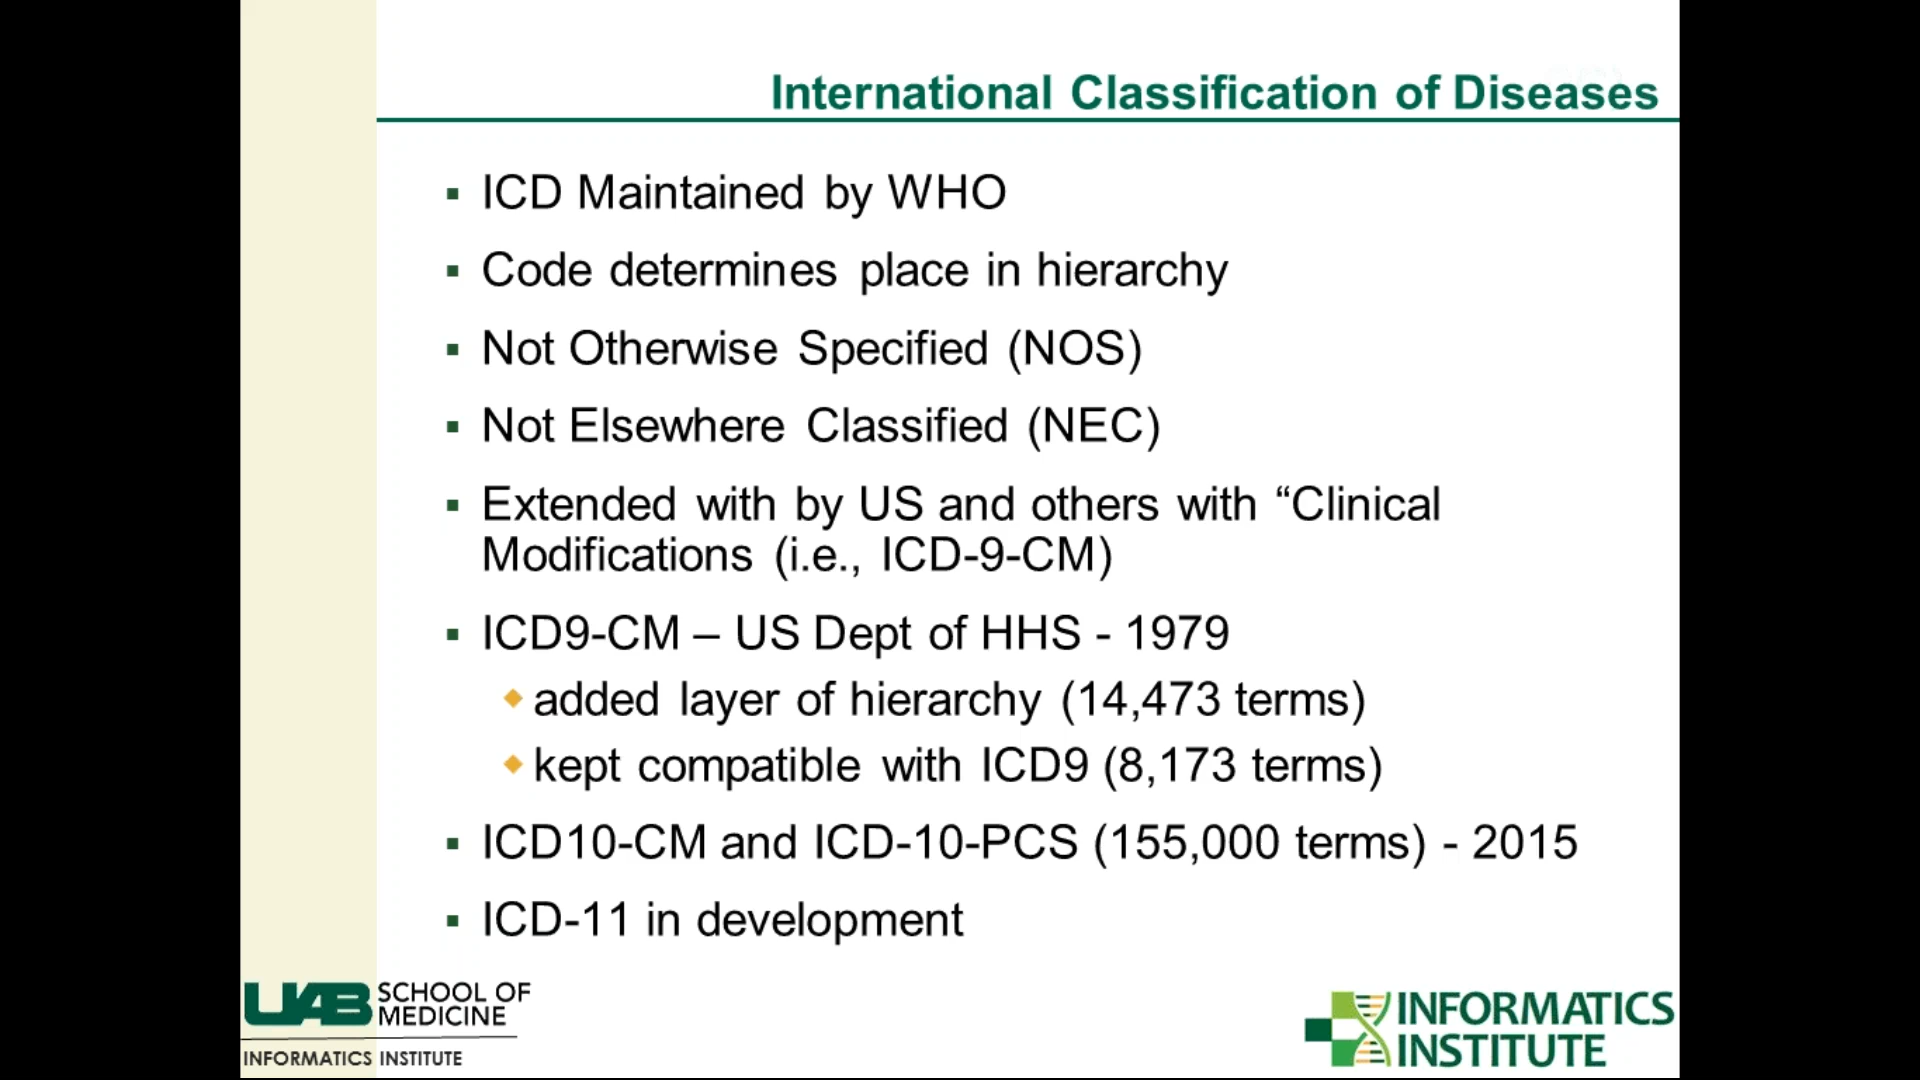 International Classification of Diseases
▪ ICD Maintained by WHO
▪ Code determines place in hierarchy
▪ Not Otherwise Specified (NOS)
▪ Not Elsewhere Classified (NEC)
▪ Extended with by US and others with “Clinical
Modifications (i.e., ICD-9-CM)
▪ ICD9-CM – US Dept of HHS - 1979
◆ added layer of hierarchy (14,473 terms)
◆ kept compatible with ICD9 (8,173 terms)
▪ ICD10-CM and ICD-10-PCS (155,000 terms) - 2015
▪ ICD-11 in development
UAB SCHOOL OF
MEDICINE
INFORMATICS INSTITUTE
INFORMATICS
INSTITUTE